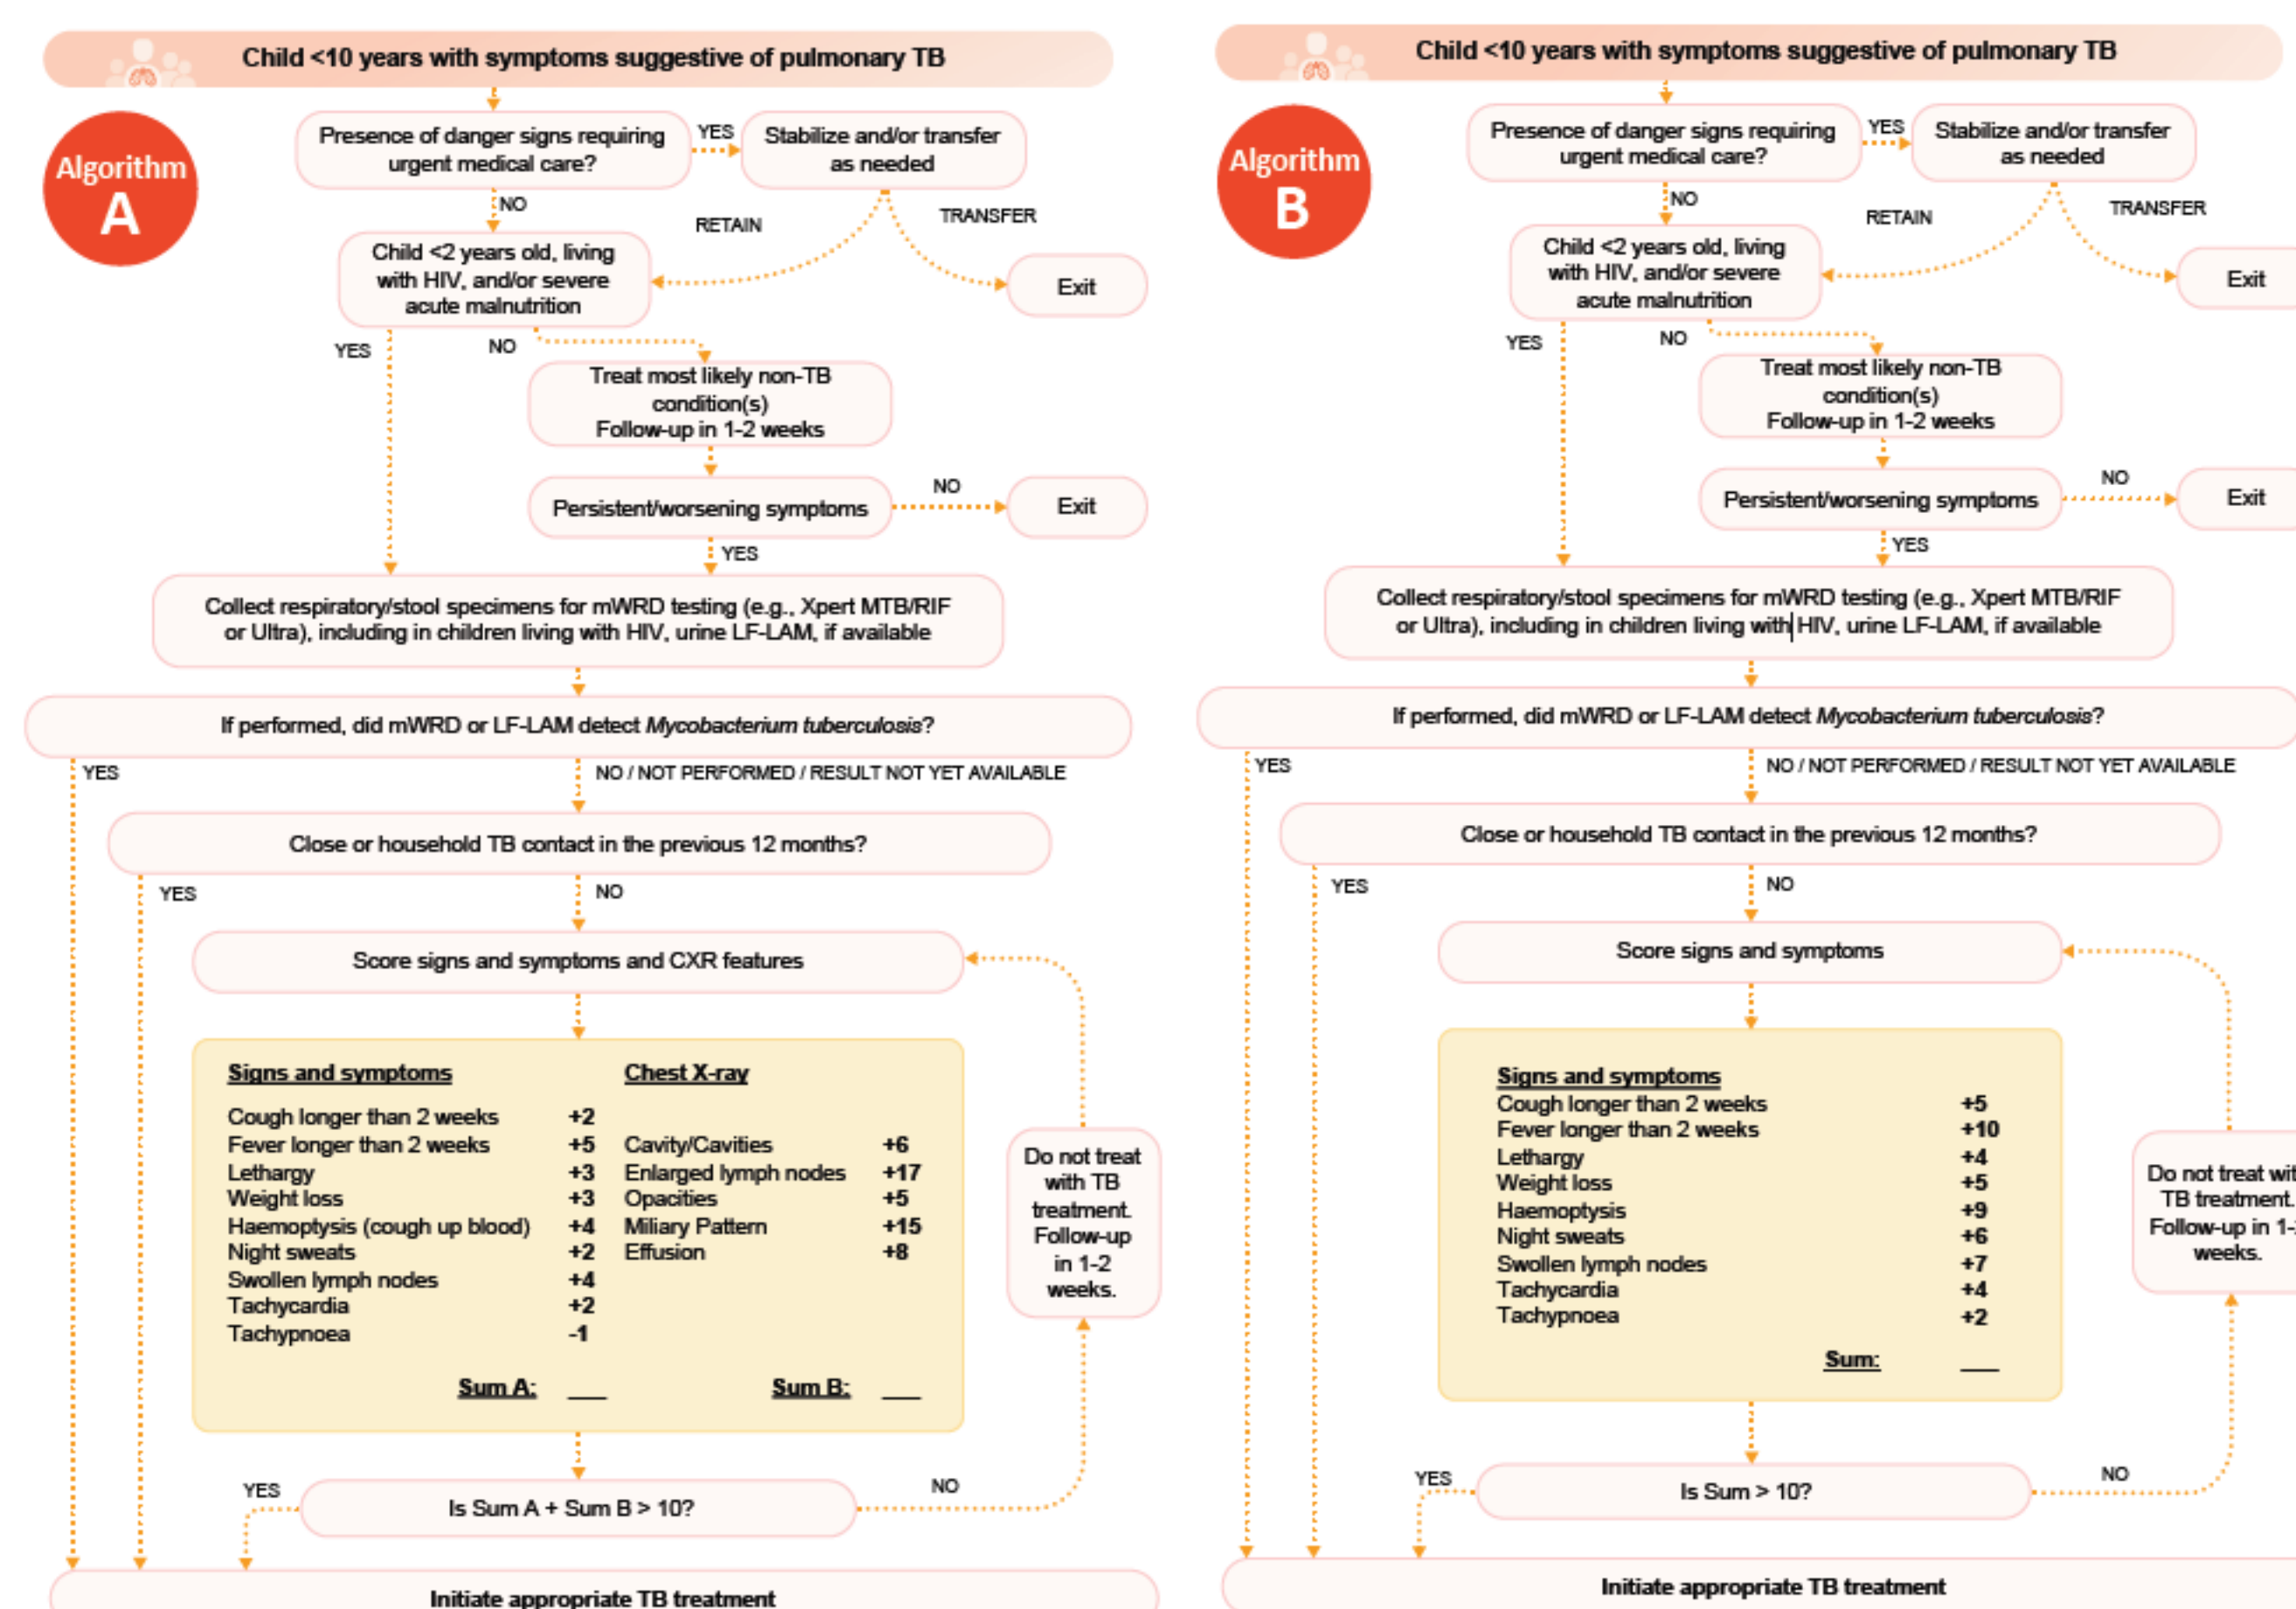 Child <10 years with symptoms suggestive of pulmonary TB
Algorithm
A
Presence of danger signs requiring
urgent medical care?
YES
Stabilize and/or transfer
as needed
NO
RETAIN
TRANSFER
Child <2 years old, living
with HIV, and/or severe
acute malnutrition
Exit
YES
NO
Treat most likely non-TB
condition(s)
Follow-up in 1-2 weeks
Persistent/worsening symptoms
NO
Exit
YES
Collect respiratory/stool specimens for mWRD testing (e.g., Xpert MTB/RIF
or Ultra), including in children living with HIV, urine LF-LAM, if available
If performed, did mWRD or LF-LAM detect Mycobacterium tuberculosis?
YES
NO / NOT PERFORMED / RESULT NOT YET AVAILABLE
Close or household TB contact in the previous 12 months?
YES
NO
Score signs and symptoms and CXR features
Signs and symptoms
Cough longer than 2 weeks +2
Fever longer than 2 weeks +5
Lethargy +3
Weight loss +3
Haemoptysis (cough up blood) +4
Night sweats +2
Swollen lymph nodes +4
Tachycardia +2
Tachypnoea -1
Sum A: ___
Chest X-ray
Cavity/Cavities +6
Enlarged lymph nodes +17
Opacities +5
Miliary Pattern +15
Effusion +8
Sum B: ___
Do not treat
with TB
treatment.
Follow-up
in 1-2
weeks.
YES
Is Sum A + Sum B > 10?
NO
Initiate appropriate TB treatment
Child <10 years with symptoms suggestive of pulmonary TB
Algorithm
B
Presence of danger signs requiring
urgent medical care?
YES
Stabilize and/or transfer
as needed
NO
RETAIN
TRANSFER
Child <2 years old, living
with HIV, and/or severe
acute malnutrition
Exit
YES
NO
Treat most likely non-TB
condition(s)
Follow-up in 1-2 weeks
Persistent/worsening symptoms
NO
Exit
YES
Collect respiratory/stool specimens for mWRD testing (e.g., Xpert MTB/RIF
or Ultra), including in children living with HIV, urine LF-LAM, if available
If performed, did mWRD or LF-LAM detect Mycobacterium tuberculosis?
YES
NO / NOT PERFORMED / RESULT NOT YET AVAILABLE
Close or household TB contact in the previous 12 months?
YES
NO
Score signs and symptoms
Signs and symptoms
Cough longer than 2 weeks +5
Fever longer than 2 weeks +10
Lethargy +4
Weight loss +5
Haemoptysis +9
Night sweats +6
Swollen lymph nodes +7
Tachycardia +4
Tachypnoea +2
Sum: ___
Do not treat
TB treatment.
Follow-up in
weeks.
YES
Is Sum > 10?
NO
Initiate appropriate TB treatment